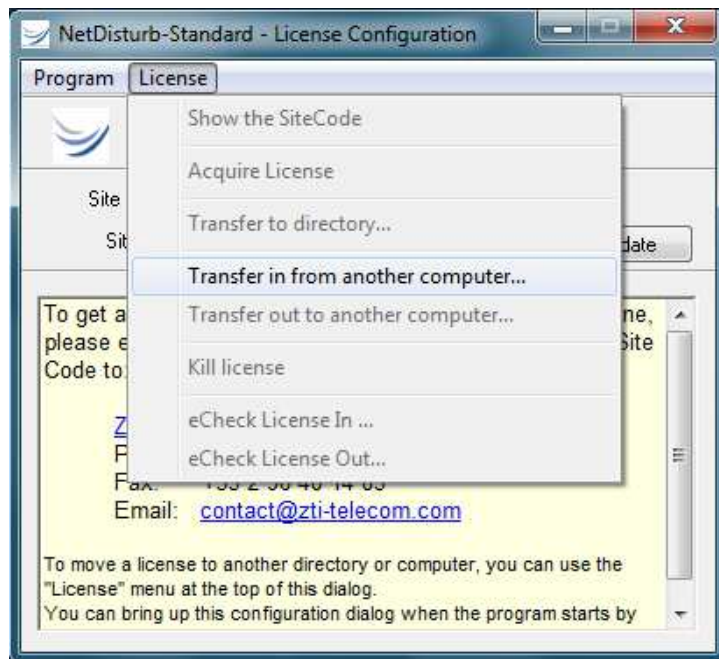 NetDisturb-Standard - License Configuration
Program License
Show the SiteCode
Acquire License
Site
Transfer to directory...
Sit
date
Transfer in from another computer...
To get a
ne,
Transfer out to another computer...
please e
Site
Code to
Kill license
Z
eCheck License In ...
P
eCheck License Out...
Fax:
Email: contact@zti-telecom.com
To move a license to another directory or computer, you can use the
"License" menu at the top of this dialog.
You can bring up this configuration dialog when the program starts by